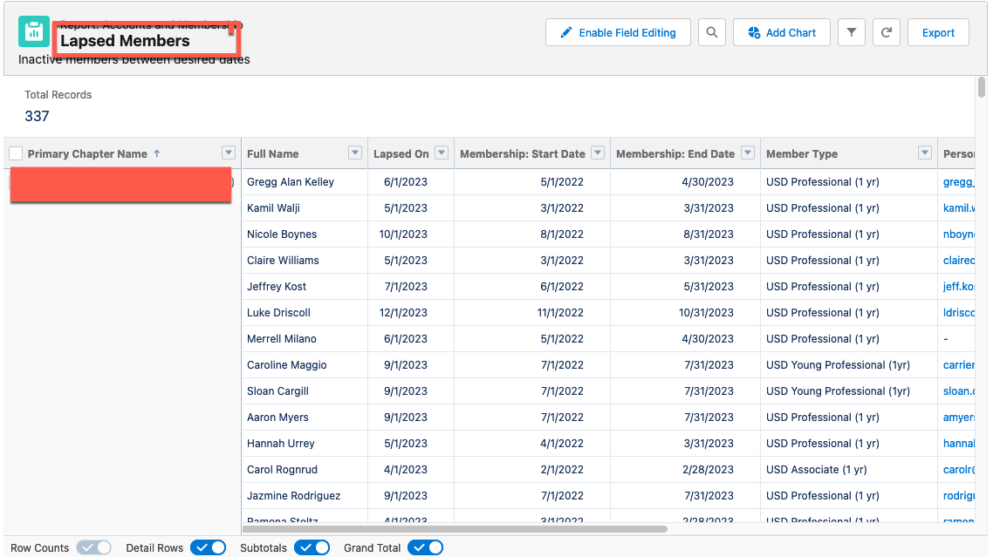 Report: Accounts and Membership
Lapsed Members
Inactive members between desired dates
Enable Field Editing
Add Chart
Export
Total Records
337
Primary Chapter Name ↑ Full Name Lapsed On Membership: Start Date Membership: End Date Member Type Person
Gregg Alan Kelley 6/1/2023 5/1/2022 4/30/2023 USD Professional (1 yr) gregg_
Kamil Walji 5/1/2023 3/1/2022 3/31/2023 USD Professional (1 yr) kamil.w
Nicole Boynes 10/1/2023 8/1/2022 8/31/2023 USD Professional (1 yr) nboyne
Claire Williams 5/1/2023 3/1/2022 3/31/2023 USD Professional (1 yr) clairec
Jeffrey Kost 7/1/2023 6/1/2022 5/31/2023 USD Professional (1 yr) jeff.kos
Luke Driscoll 12/1/2023 11/1/2022 10/31/2023 USD Professional (1 yr) ldrisco
Merrell Milano 6/1/2023 5/1/2022 4/30/2023 USD Professional (1 yr) -
Caroline Maggio 9/1/2023 7/1/2022 7/31/2023 USD Young Professional (1yr) carrier
Sloan Cargill 9/1/2023 7/1/2022 7/31/2023 USD Young Professional (1yr) sloan.c
Aaron Myers 9/1/2023 7/1/2022 7/31/2023 USD Professional (1 yr) amyers
Hannah Urrey 5/1/2023 4/1/2022 3/31/2023 USD Professional (1 yr) hannal
Carol Rognrud 4/1/2023 2/1/2022 2/28/2023 USD Associate (1 yr) carolr@
Jazmine Rodriguez 9/1/2023 7/1/2022 7/31/2023 USD Professional (1 yr) rodrigu
Ramona Stoltz 4/1/2023 3/1/2022 2/28/2023 USD Professional (1 yr) ramon
Row Counts Detail Rows Subtotals Grand Total